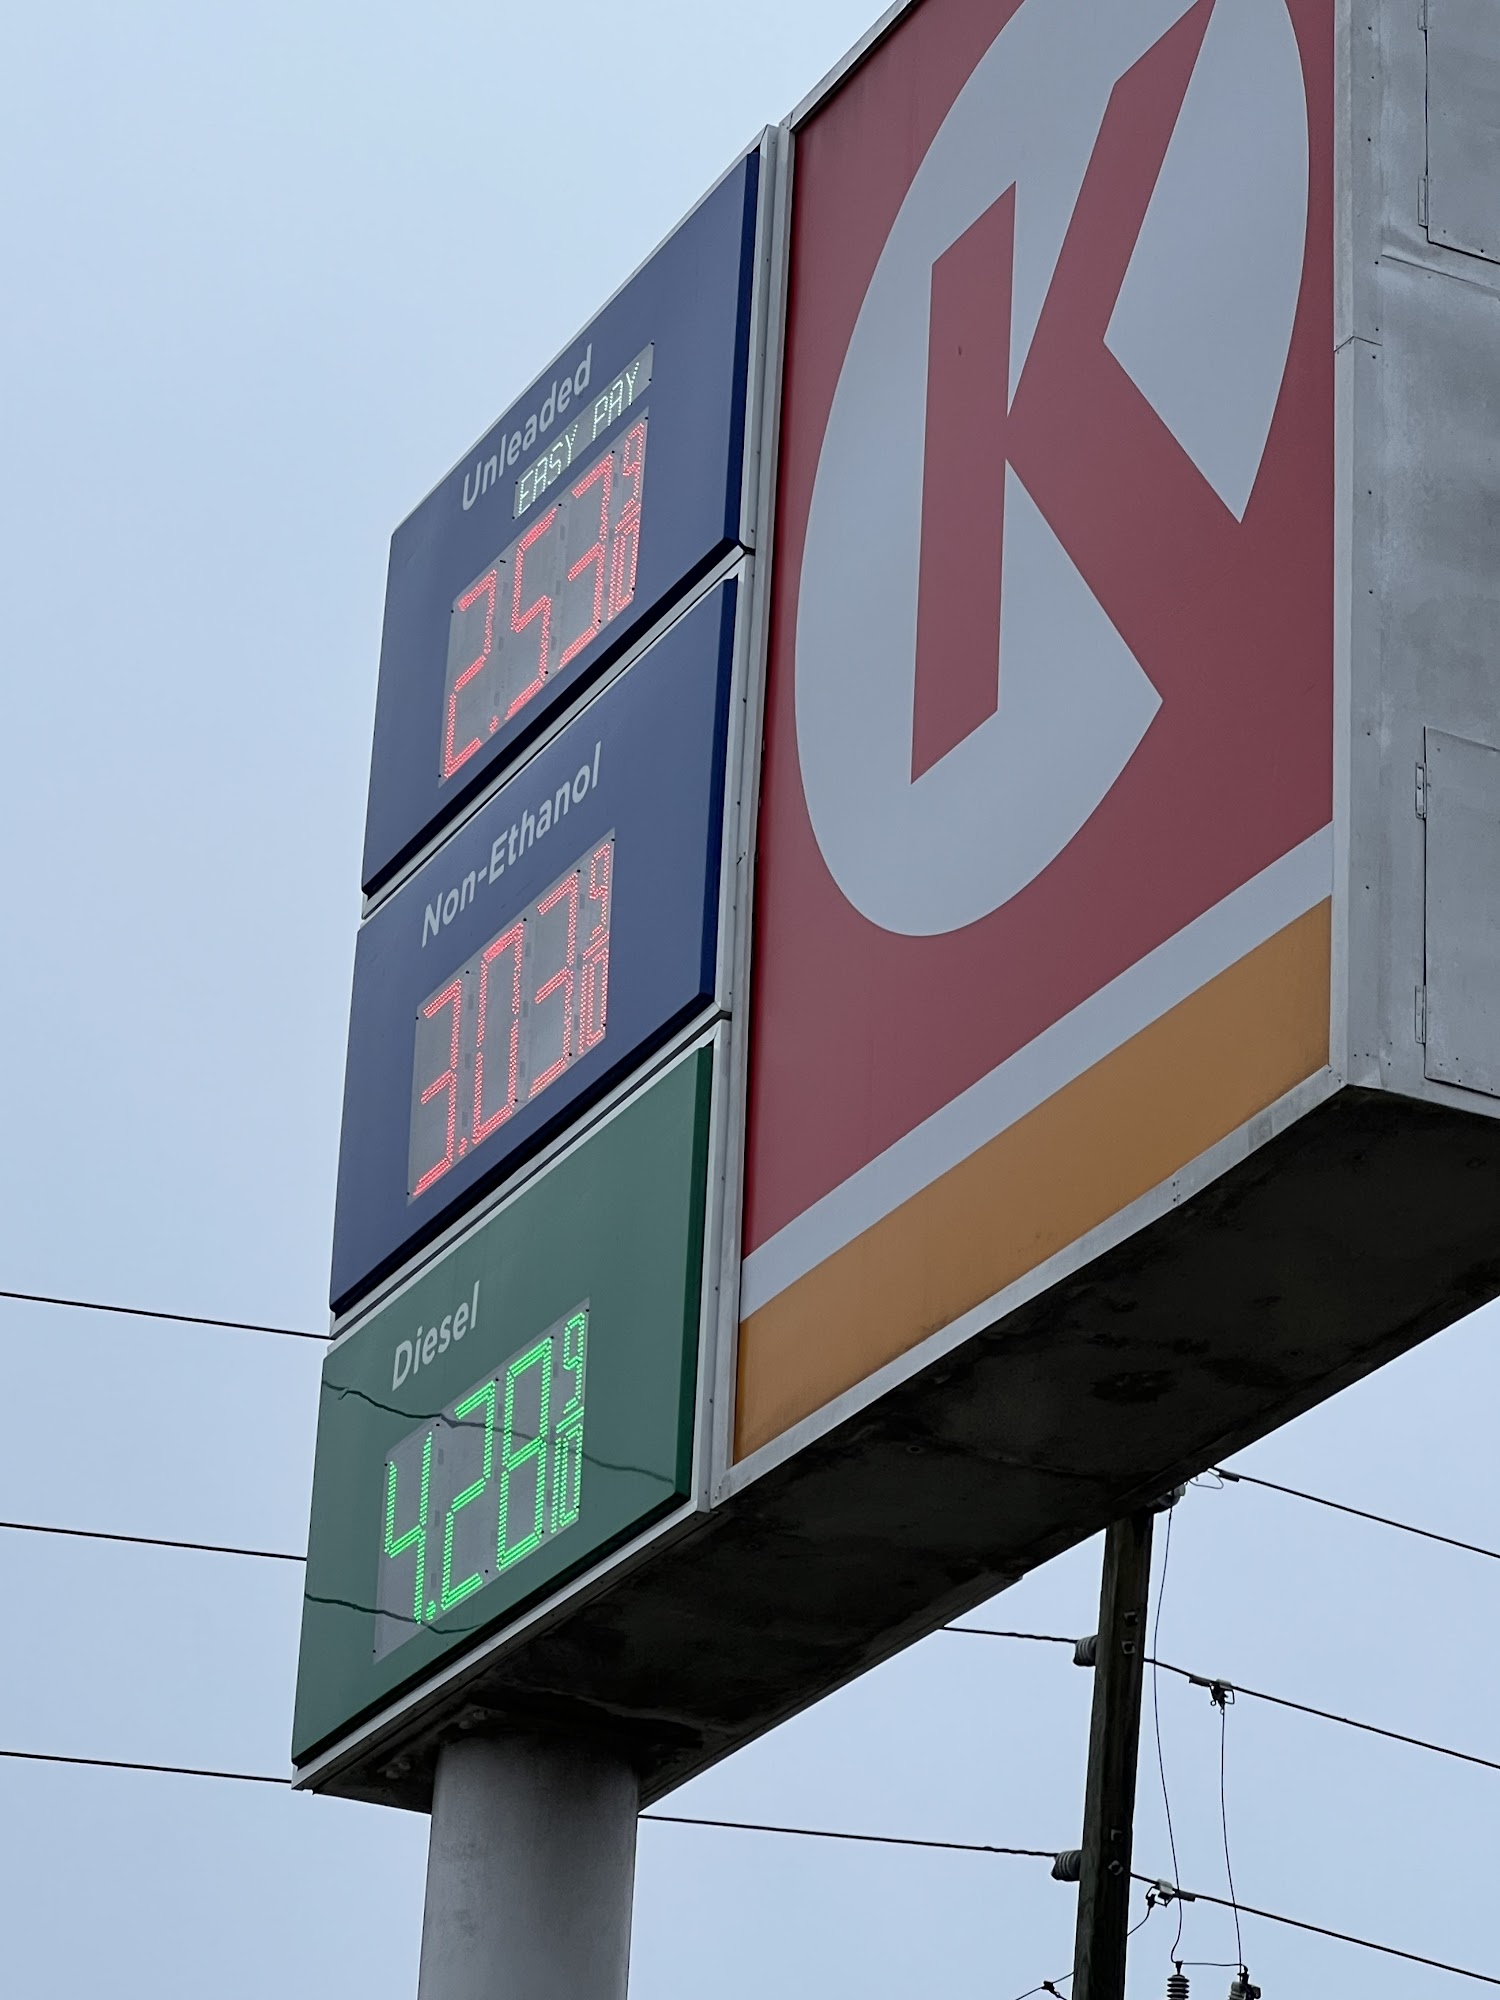 Unleaded
EASY PAY
2.53 9/10
Non-Ethanol
3.03 9/10
Diesel
4.28 9/10
K